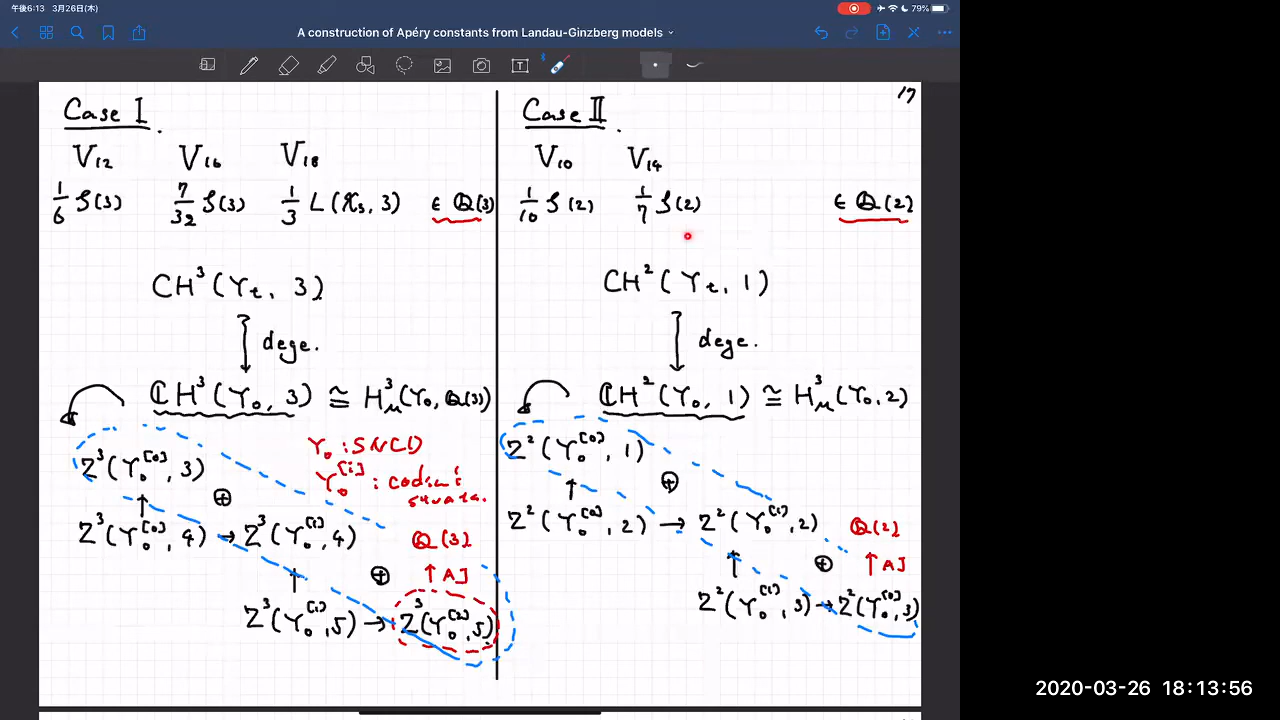 午後6:13 3月26日(木)
79%
A construction of Apéry constants from Landau-Ginzberg models
17
Case I.
V₁₂ V₁₆ V₁₈
1/6 ζ(3) 7/32 ζ(3) 1/3 L(χ₃, 3) ∈ Q(3)
CH³(Yₜ, 3)
↓ dege.
CH³(Y₀, 3) ≅ H³_μ(Y₀, Q(3))
Y₀ : SNCD
Y₀^[i] : codim i
Z³(Y₀^[0], 3)
⊕
Z³(Y₀^[0], 4) → Z³(Y₀^[1], 4)
Q(3)
⊕ ↑ AJ
Z³(Y₀^[1], 5) → Z³(Y₀^[2], 5)
Case II.
V₁₀ V₁₄
1/10 ζ(2) 1/7 ζ(2) ∈ Q(2)
CH²(Yₜ, 1)
↓ dege.
CH²(Y₀, 1) ≅ H³_μ(Y₀, 2)
Z²(Y₀^[0], 1)
⊕
Z²(Y₀^[0], 2) → Z²(Y₀^[1], 2)
Q(2)
⊕ ↑ AJ
Z²(Y₀^[1], 3) → Z²(Y₀^[2], 3)
2020-03-26 18:13:56